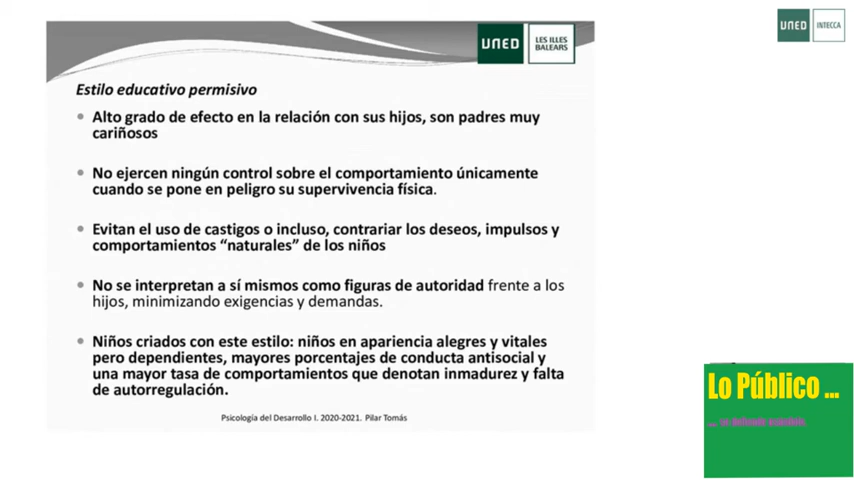 UNED
LES ILLES
BALEARS
UNED
INTECCA
Estilo educativo permisivo
• Alto grado de efecto en la relación con sus hijos, son padres muy
cariñosos
• No ejercen ningún control sobre el comportamiento únicamente
cuando se pone en peligro su supervivencia física.
• Evitan el uso de castigos o incluso, contrariar los deseos, impulsos y
comportamientos “naturales” de los niños
• No se interpretan a sí mismos como figuras de autoridad frente a los
hijos, minimizando exigencias y demandas.
• Niños criados con este estilo: niños en apariencia alegres y vitales
pero dependientes, mayores porcentajes de conducta antisocial y
una mayor tasa de comportamientos que denotan inmadurez y falta
de autorregulación.
Psicología del Desarrollo I. 2020-2021. Pilar Tomás
Lo Público ...